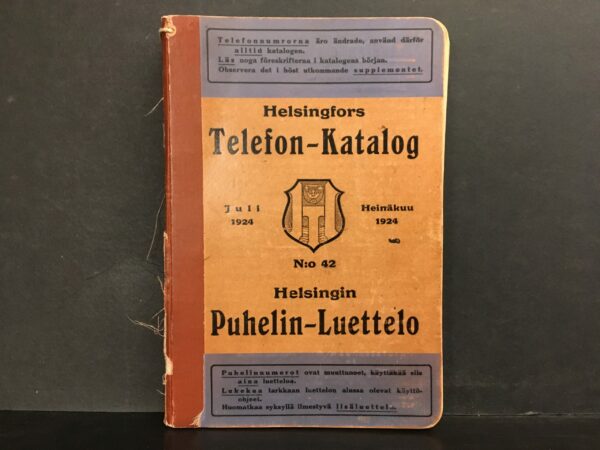 Telefonnumrorna äro ändrade, använd därför
alltid katalogen.
Läs noga föreskrifterna i katalogens början.
Observera det i höst utkommande supplementet.
Helsingfors
Telefon-Katalog
Juli
1924
Heinäkuu
1924
N:o 42
Helsingin
Puhelin-Luettelo
Puhelinnumerot ovat muuttuneet, käyttäkää siis
aina luetteloa.
Lukekaa tarkkaan luettelon alussa olevat käyttö-
ohjeet.
Huomatkaa syksyllä ilmestyvä